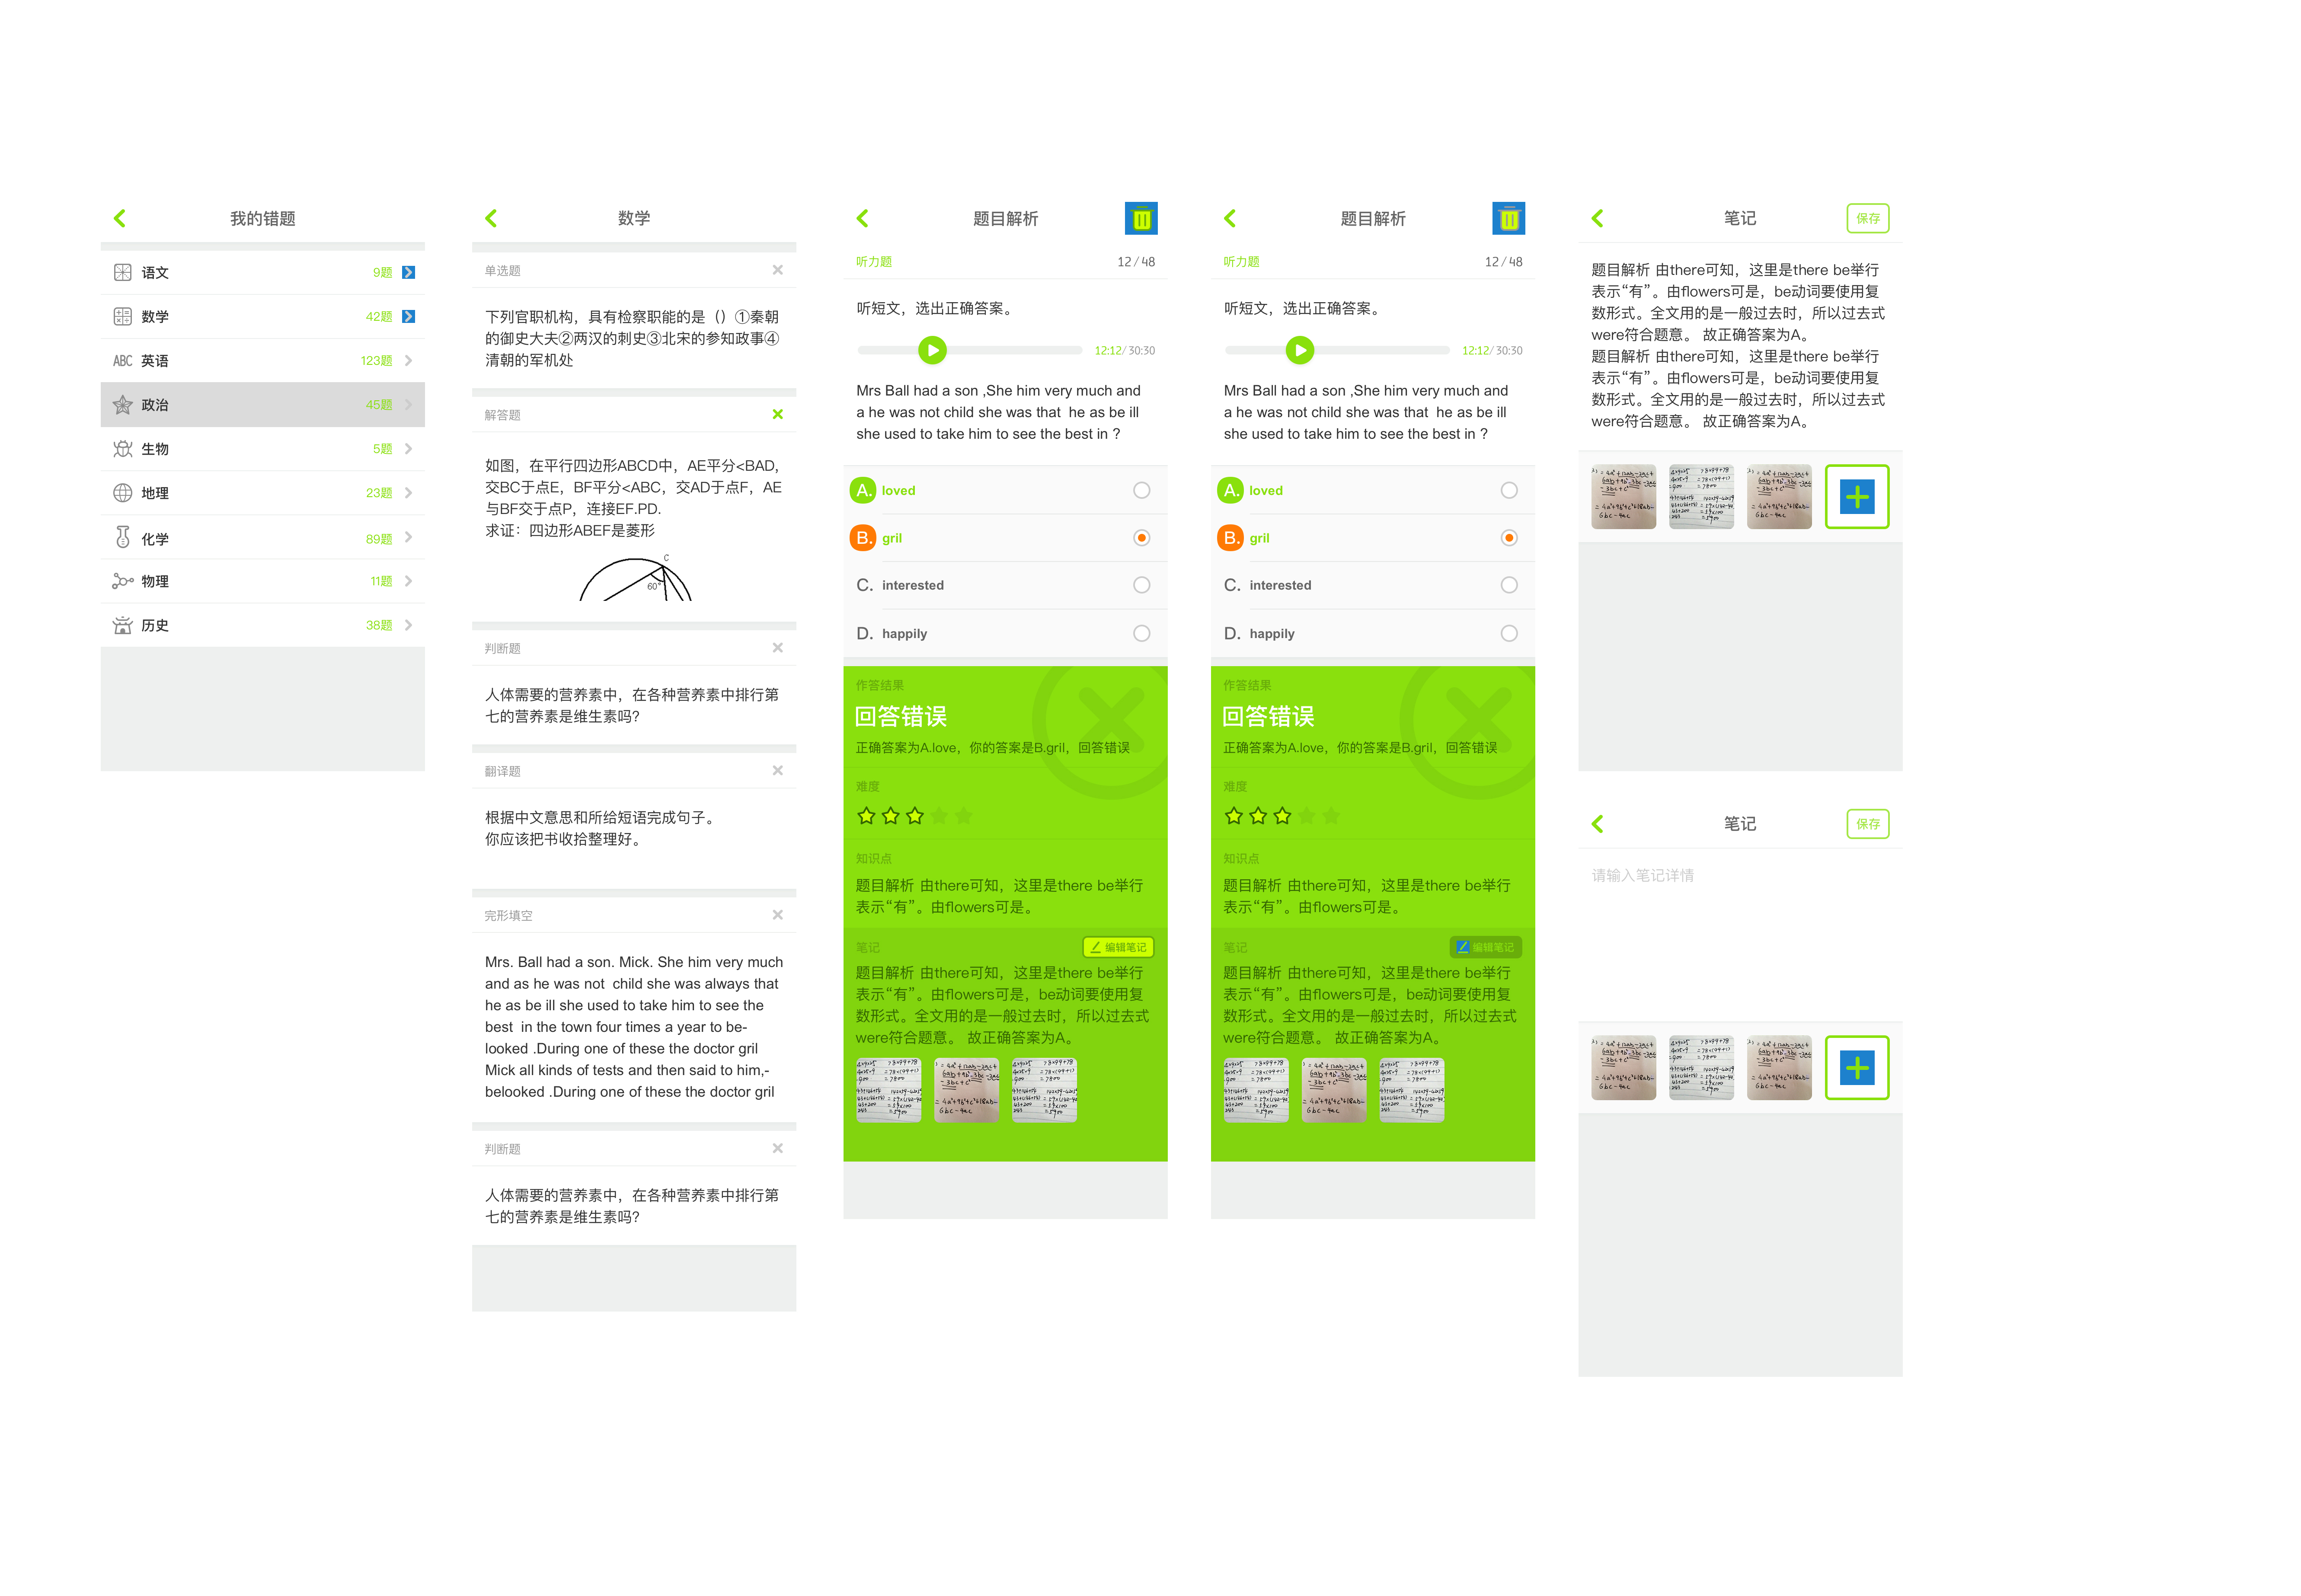 我的错题
语文
9题
数学
42题
ABC 英语
123题
政治
45题
生物
5题
地理
23题
化学
89题
物理
11题
历史
38题
数学
单选题
下列官职机构，具有检察职能的是（）①秦朝
的御史大夫②两汉的刺史③北宋的参知政事④
清朝的军机处
解答题
如图，在平行四边形ABCD中，AE平分<BAD,
交BC于点E，BF平分<ABC，交AD于点F，AE
与BF交于点P，连接EF.PD.
求证：四边形ABEF是菱形
C
60°
判断题
人体需要的营养素中，在各种营养素中排行第
七的营养素是维生素吗?
翻译题
根据中文意思和所给短语完成句子。
你应该把书收拾整理好。
完形填空
Mrs. Ball had a son. Mick. She him very much
and as he was not child she was always that
he as be ill she used to take him to see the
best in the town four times a year to be-
looked .During one of these the doctor gril
Mick all kinds of tests and then said to him,-
belooked .During one of these the doctor gril
判断题
人体需要的营养素中，在各种营养素中排行第
七的营养素是维生素吗?
题目解析
听力题
12 / 48
听短文，选出正确答案。
12:12/ 30:30
Mrs Ball had a son ,She him very much and
a he was not child she was that he as be ill
she used to take him to see the best in ?
A. loved
B. gril
C. interested
D. happily
作答结果
回答错误
正确答案为A.love，你的答案是B.gril，回答错误
难度
知识点
题目解析 由there可知，这里是there be举行
表示“有”。由flowers可是。
笔记
编辑笔记
题目解析 由there可知，这里是there be举行
表示“有”。由flowers可是，be动词要使用复
数形式。全文用的是一般过去时，所以过去式
were符合题意。 故正确答案为A。
题目解析
听力题
12 / 48
听短文，选出正确答案。
12:12/ 30:30
Mrs Ball had a son ,She him very much and
a he was not child she was that he as be ill
she used to take him to see the best in ?
A. loved
B. gril
C. interested
D. happily
作答结果
回答错误
正确答案为A.love，你的答案是B.gril，回答错误
难度
知识点
题目解析 由there可知，这里是there be举行
表示“有”。由flowers可是。
笔记
编辑笔记
题目解析 由there可知，这里是there be举行
表示“有”。由flowers可是，be动词要使用复
数形式。全文用的是一般过去时，所以过去式
were符合题意。 故正确答案为A。
笔记
保存
题目解析 由there可知，这里是there be举行
表示“有”。由flowers可是，be动词要使用复
数形式。全文用的是一般过去时，所以过去式
were符合题意。 故正确答案为A。
题目解析 由there可知，这里是there be举行
表示“有”。由flowers可是，be动词要使用复
数形式。全文用的是一般过去时，所以过去式
were符合题意。 故正确答案为A。
笔记
保存
请输入笔记详情